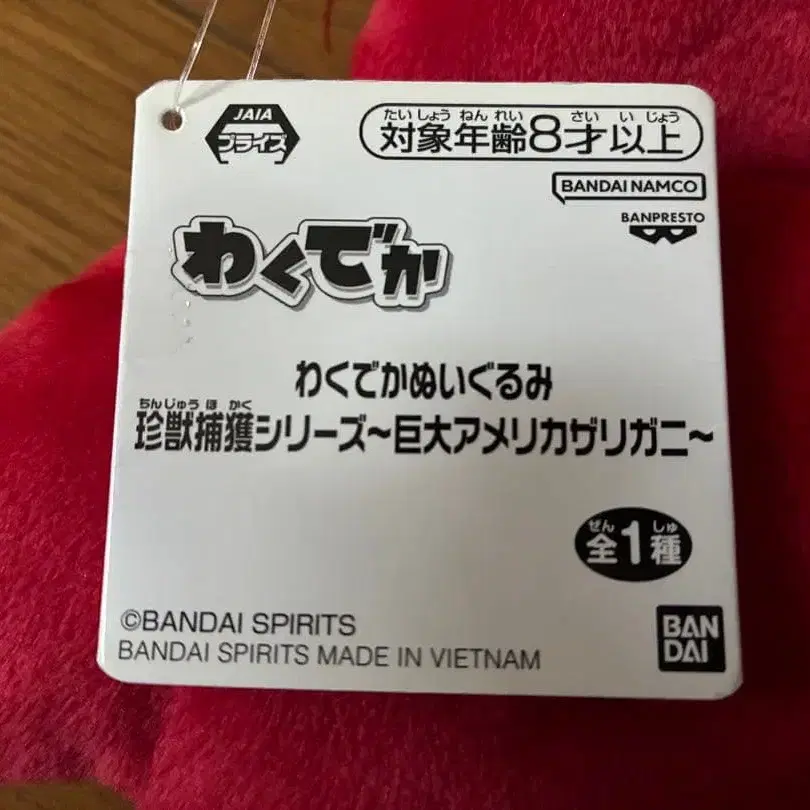 JAIA
プライズ
たいしょうねんれい さいいじょう
対象年齢8才以上
BANDAI NAMCO
BANPRESTO
わくでか
わくでかぬいぐるみ
ちんじゅうほかく
珍獣捕獲シリーズ～巨大アメリカザリガニ～
ぜん しゅ
全1種
©BANDAI SPIRITS
BANDAI SPIRITS MADE IN VIETNAM
BAN
DAI